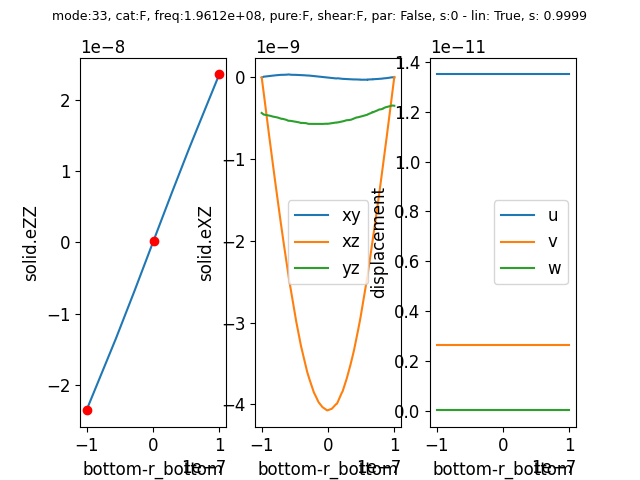 mode:33, cat:F, freq:1.9612e+08, pure:F, shear:F, par: False, s:0 - lin: True, s: 0.9999
1e−8
1e−9
1e−11
2
1
0
−1
−2
solid.eZZ
−1
0
1
1e−7
bottom-r_bottom
0
−1
−2
−3
−4
solid.eXZ
xy
xz
yz
−1
0
1
1e−7
bottom-r_bottom
1.4
1.2
1.0
0.8
0.6
0.4
0.2
0.0
displacement
u
v
w
−1
0
1
1e−7
bottom-r_bottom